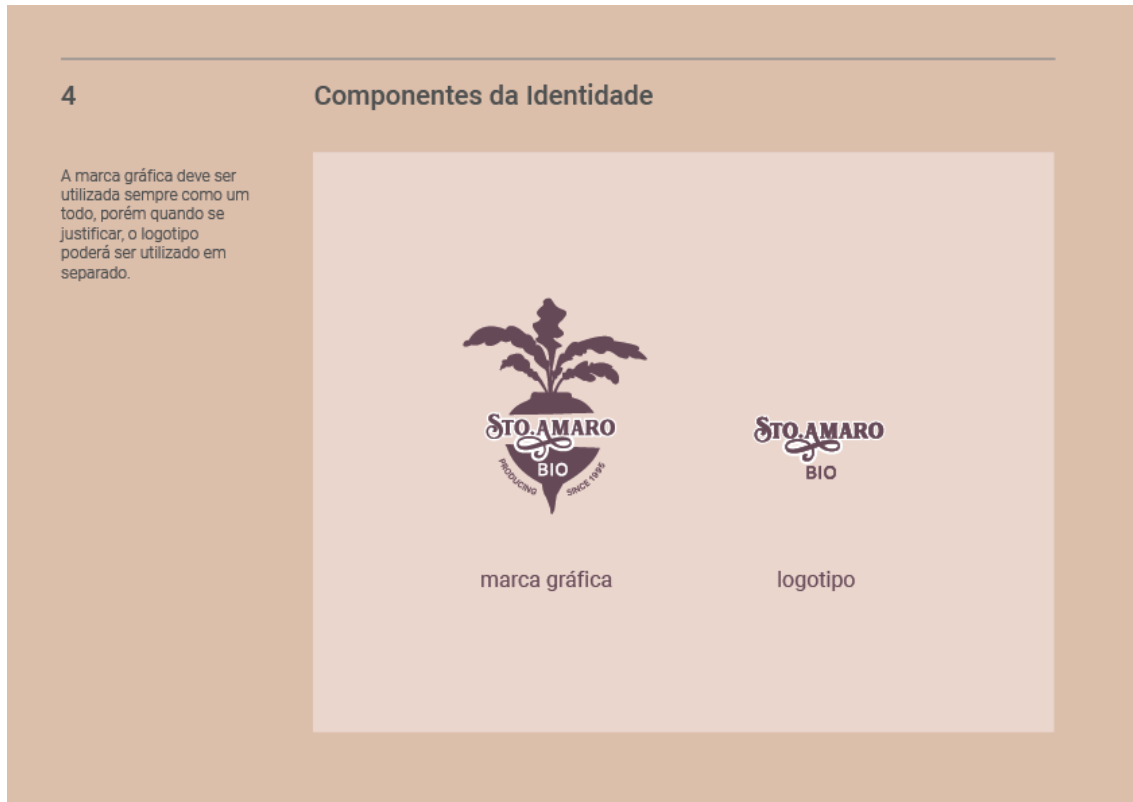 4
Componentes da Identidade
A marca gráfica deve ser
utilizada sempre como um
todo, porém quando se
justificar, o logotipo
poderá ser utilizado em
separado.
STO.AMARO
BIO
PRODUCING SINCE 1995
STO.AMARO
BIO
marca gráfica
logotipo